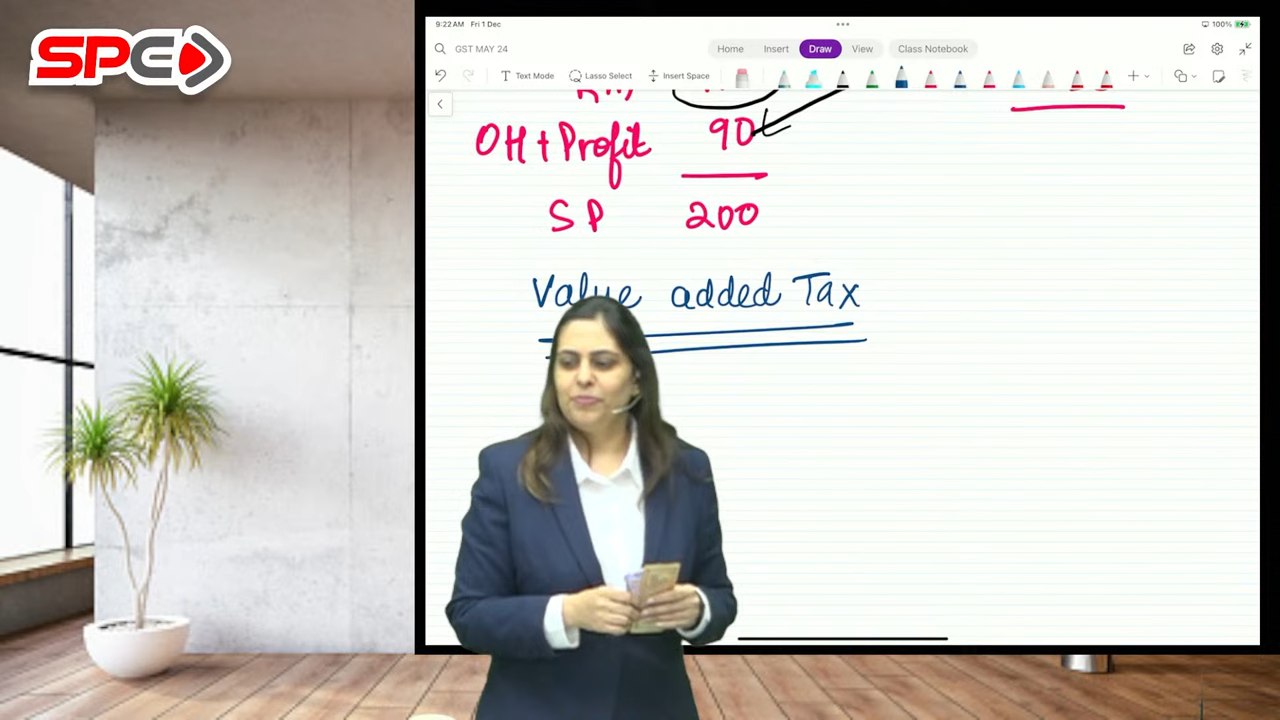 SPED
9:22 AM Fri 1 Dec
100%
GST MAY 24
Home Insert Draw View Class Notebook
Text Mode Lasso Select Insert Space
OH + Profit 90
SP 200
Value added Tax